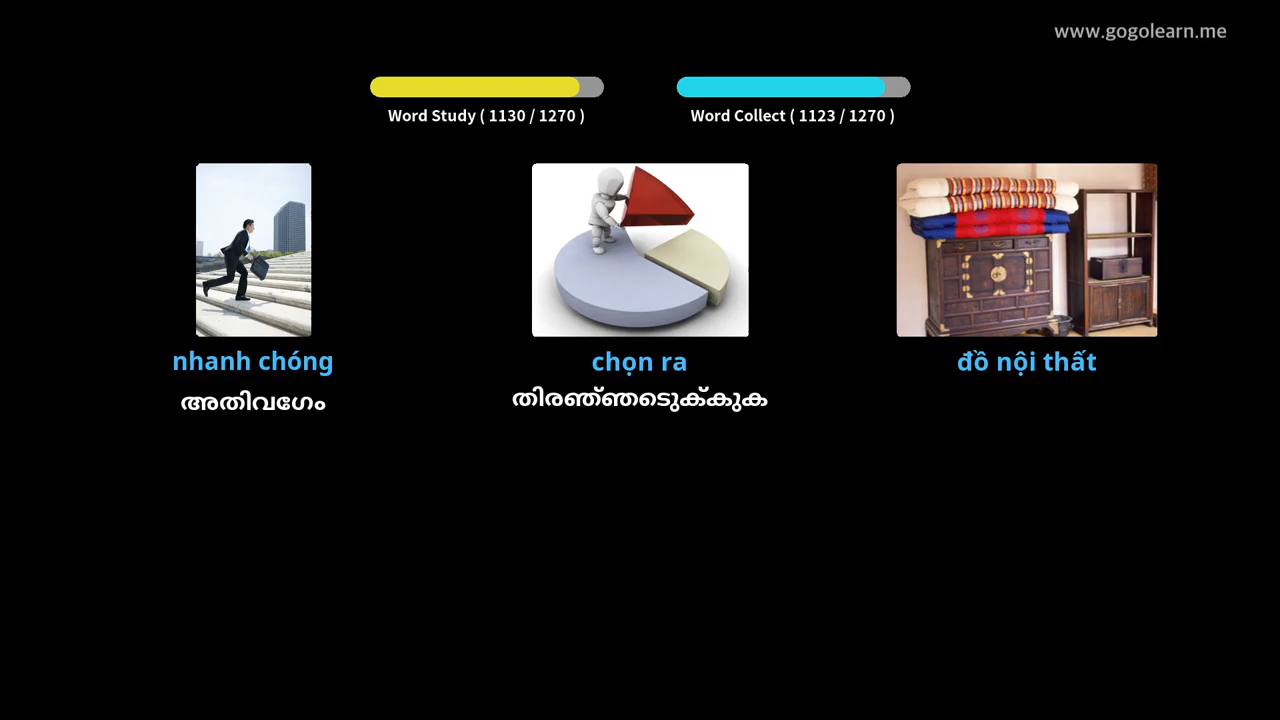 www.gogolearn.me
Word Study ( 1130 / 1270 )
Word Collect ( 1123 / 1270 )
nhanh chóng
chọn ra
đồ nội thất
അതിവേഗം
തിരഞ്ഞെടുക്കുക